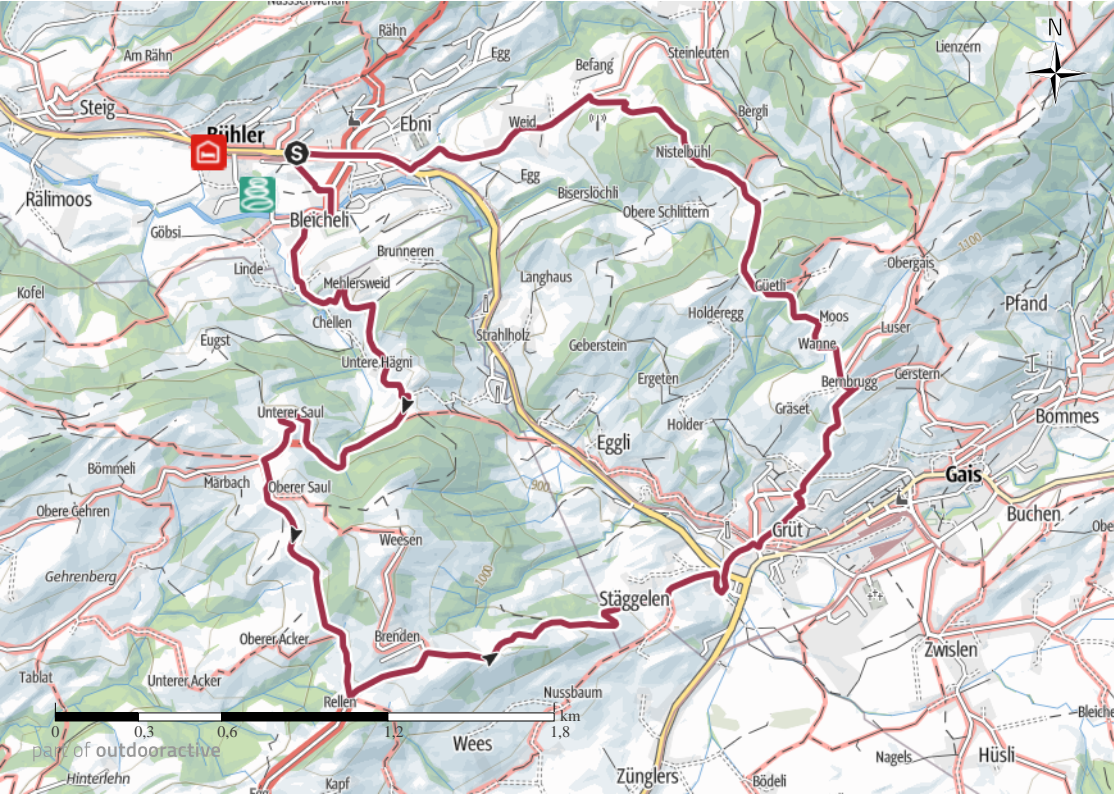 Nassschwendi
N
Rähn
Lienzern
Egg
Steinleuten
Am Rähn
Befang
Steig
Bergli
Weid
Ebni
Bühler
S
Nistelbühl
Egg
Biserslöchli
Rälimoos
Obere Schlittern
Bleicheli
Göbsi
1100
Brunneren
Obergais
Linde
Langhaus
Mehlersweid
Güetli
Kofel
Pfand
Holderegg
Moos
Chellen
Luser
Strahlholz
Eugst
Geberstein
Wanne
Untere Hägni
Gerstern
Ergeten
Bernbrugg
Unterer Saul
Gräset
Bommes
Holder
Eggli
Bömmeli
Gais
Marbach
Oberer Saul
900
Obere Gehren
Buchen
Obe
Grüt
Weesen
Gehrenberg
1000
Stäggelen
Oberer Acker
Brenden
Zwislen
Tablat
Unterer Acker
Nussbaum
Rellen
Bleiche
km
0
0,3
0,6
1,2
1,8
part of outdooractive
Wees
Nagels
Hüsli
Hinterlehn
Kapf
Zünglers
Bödeli
Egg